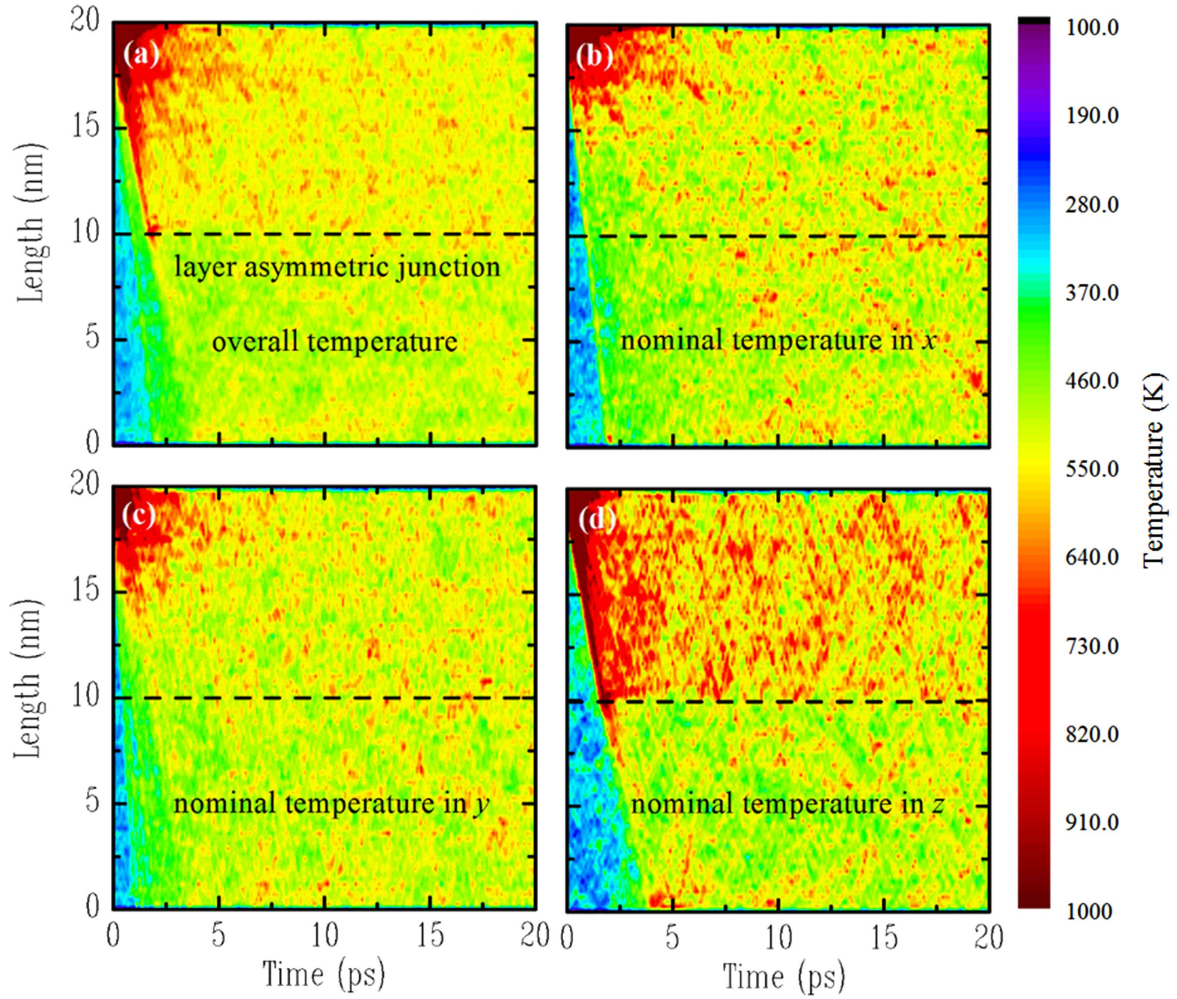 20
(a)
(b)
100.0
190.0
15
280.0
Length (nm)
10
layer asymmetric junction
370.0
5
overall temperature
nominal temperature in x
460.0
0
Temperature (K)
550.0
20
(c)
(d)
640.0
15
730.0
Length (nm)
10
820.0
5
nominal temperature in y
nominal temperature in z
910.0
0
1000
0 5 10 15 20
0 5 10 15 20
Time (ps)
Time (ps)